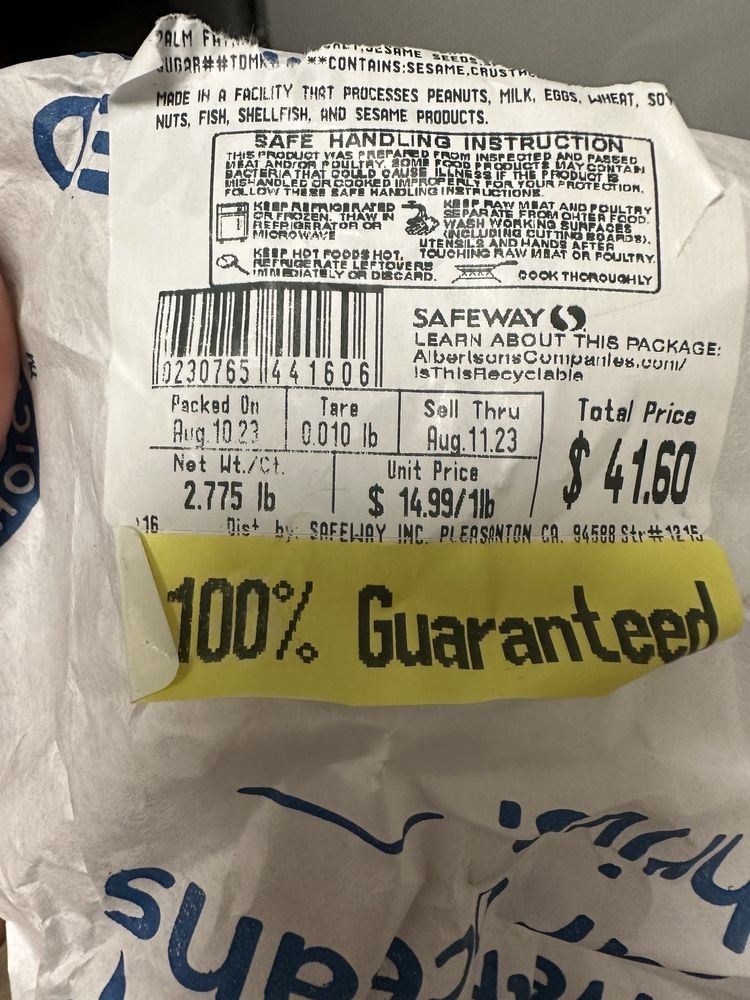 PALM
SESAME SEEDS
**CONTAINS:SESAME,
MADE IN A FACILITY THAT PROCESSES PEANUTS, MILK, EGGS, WHEAT, SOY
NUTS, FISH, SHELLFISH, AND SESAME PRODUCTS.
SAFE HANDLING INSTRUCTION
THIS PRODUCT WAS PREPARED FROM INSPECTED AND PASSED
MEAT AND/OR POULTRY. SOME FOOD PRODUCTS MAY CONTAIN
BACTERIA THAT COULD CAUSE ILLNESS IF THE PRODUCT IS
MISHANDLED OR COOKED IMPROPERLY FOR YOUR PROTECTION.
FOLLOW THESE SAFE HANDLING INSTRUCTIONS.
KEEP REFRIGERATED
OR FROZEN. THAW IN
REFRIGERATOR OR
MICROWAVE
KEEP RAW MEAT AND POULTRY
SEPARATE FROM OHTER FOOD.
WASH WORKING SURFACES
(INCLUDING CUTTING BOARDS).
UTENSILS AND HANDS AFTER
TOUCHING RAW MEAT OR POULTRY.
KEEP HOT FOODS HOT.
REFRIGERATE LEFTOVERS
IMMEDIATELY OR DISCARD.
COOK THOROUGHLY
SAFEWAY
LEARN ABOUT THIS PACKAGE:
AlbertsonsCompanies.com/
IsThisRecyclable
0230765 441606
Packed On
Aug.10.23
Tare
0.010 lb
Sell Thru
Aug.11.23
Total Price
$ 41.60
Net Wt./Ct.
2.775 lb
Unit Price
$ 14.99/1lb
Dist by: SAFEWAY INC. PLEASANTON CA. 94588 Str# 1215
100% Guaranteed